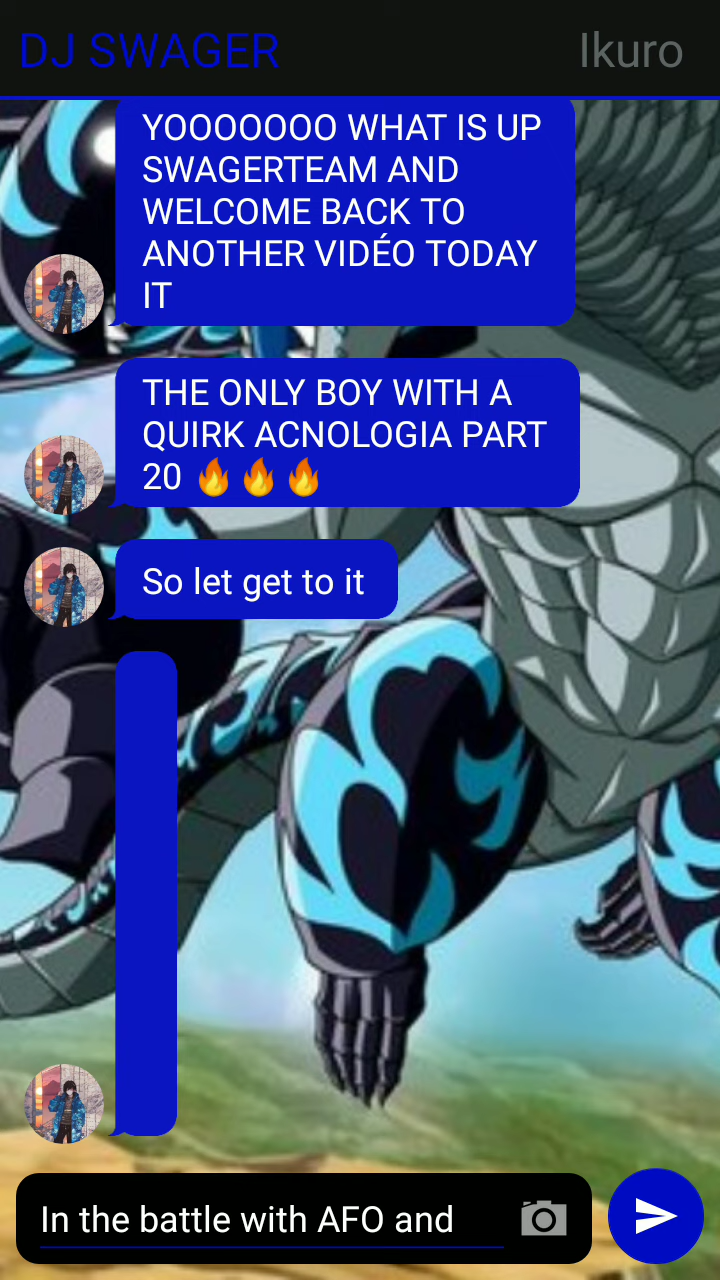 DJ SWAGER
Ikuro
YOOOOOOO WHAT IS UP
SWAGERTEAM AND
WELCOME BACK TO
ANOTHER VIDÉO TODAY
IT
THE ONLY BOY WITH A
QUIRK ACNOLOGIA PART
20 🔥🔥🔥
So let get to it
In the battle with AFO and